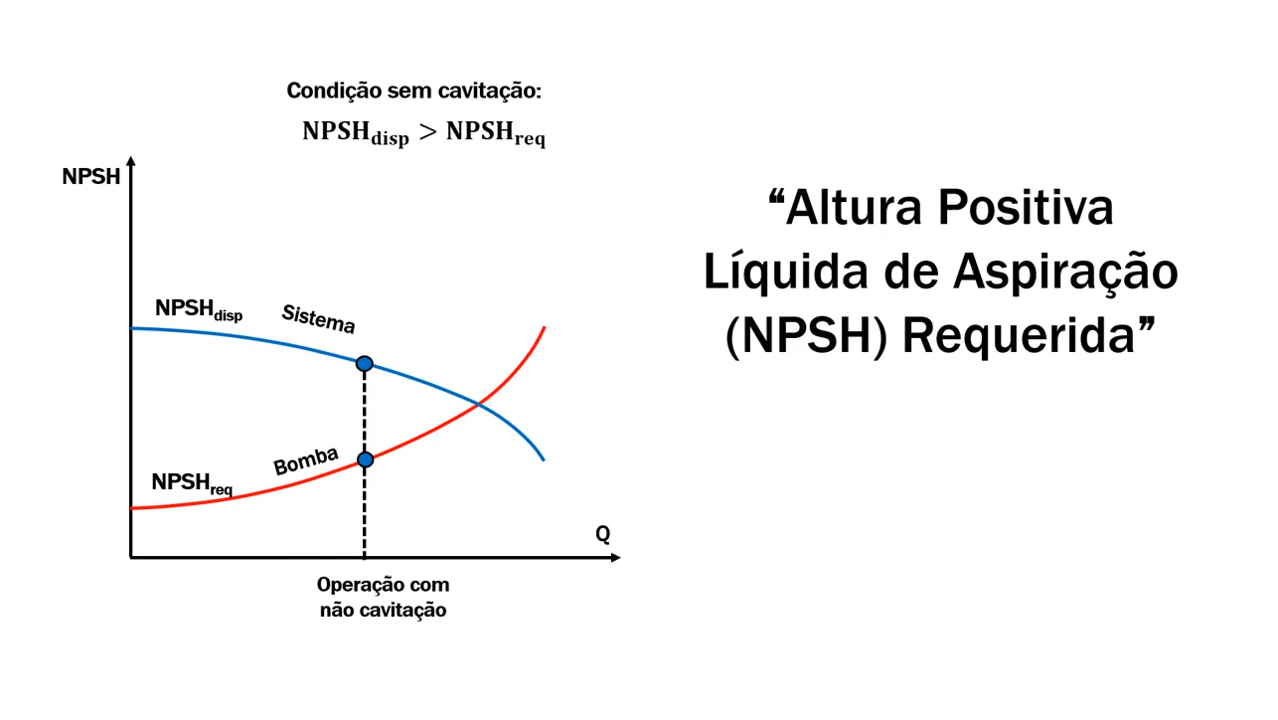 Condição sem cavitação:
NPSHdisp > NPSHreq
NPSH
“Altura Positiva
Líquida de Aspiração
(NPSH) Requerida”
NPSHdisp
Sistema
Bomba
NPSHreq
Q
Operação com
não cavitação